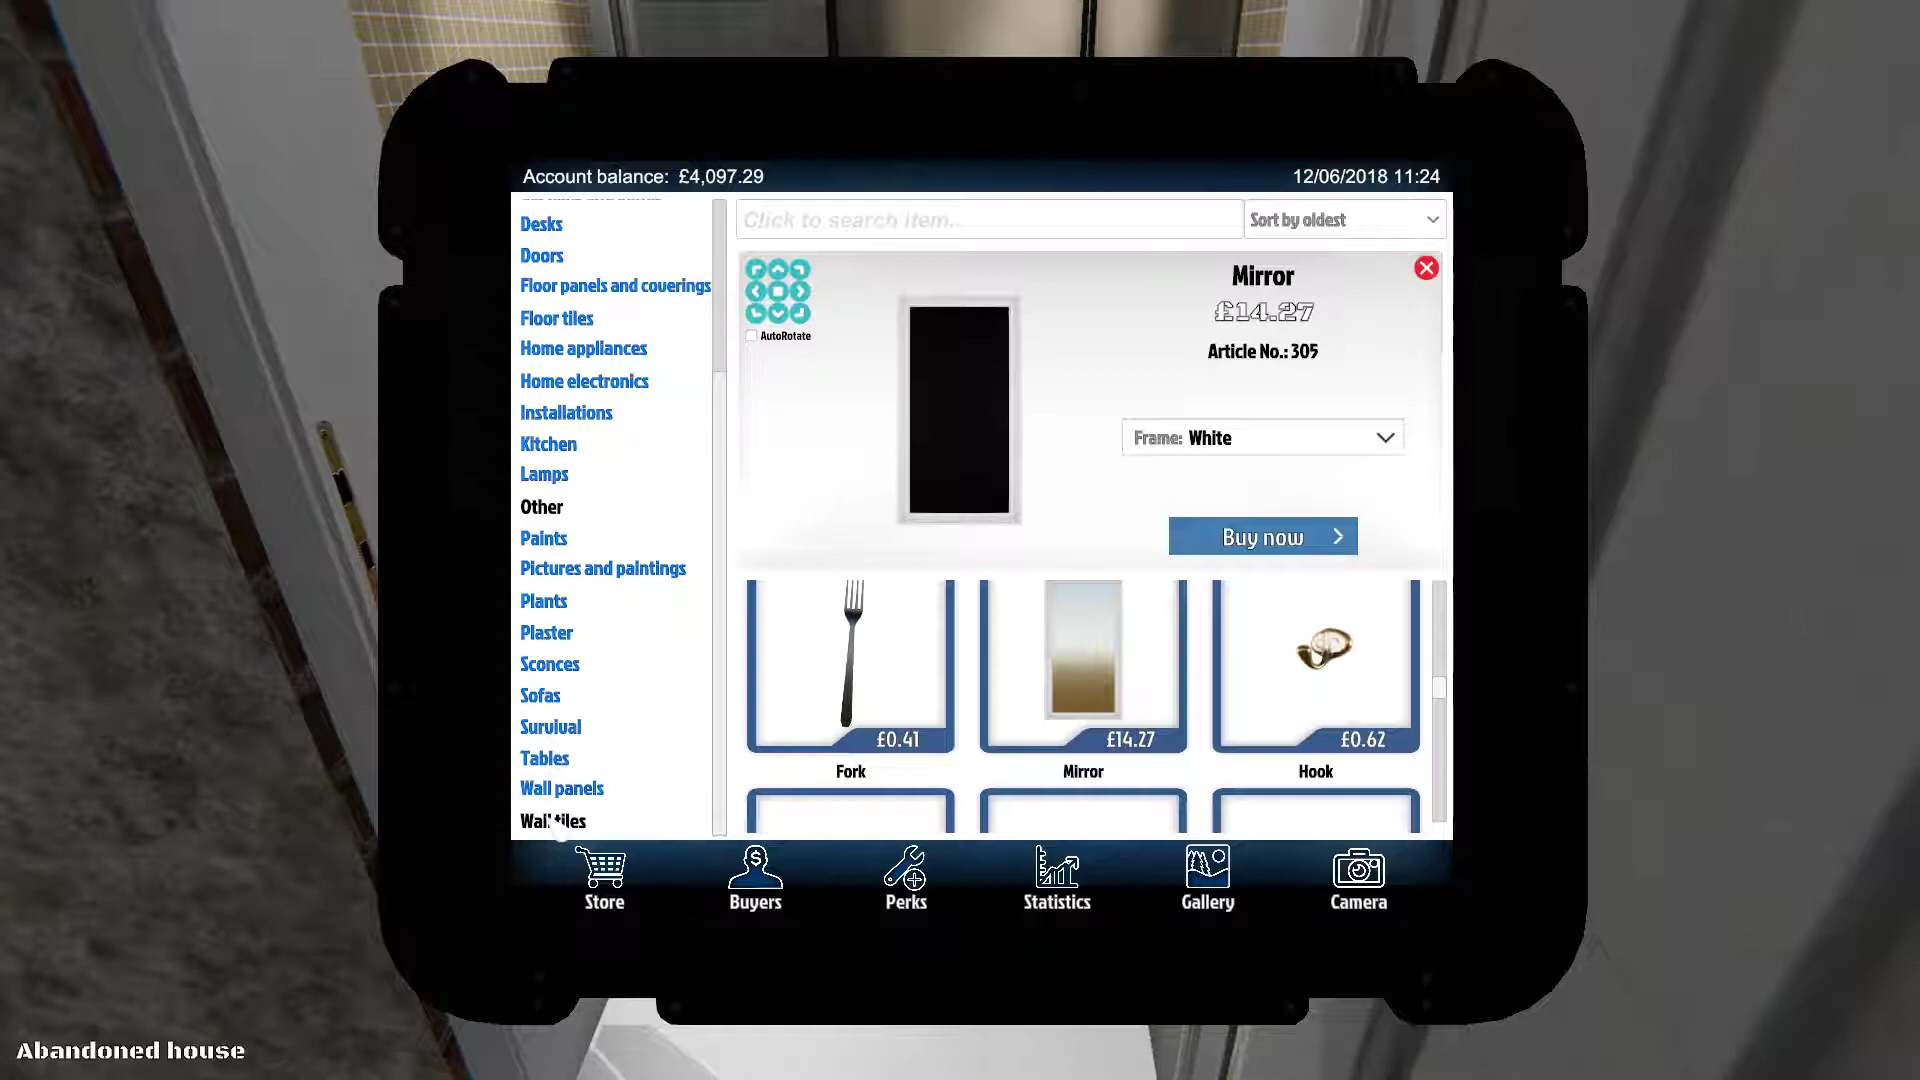 Account balance: £4,097.29
12/06/2018 11:24
Desks
Doors
Floor panels and coverings
Floor tiles
Home appliances
Home electronics
Installations
Kitchen
Lamps
Other
Paints
Pictures and paintings
Plants
Plaster
Sconces
Sofas
Survival
Tables
Wall panels
Wall tiles
Click to search item..
Sort by oldest
AutoRotate
Mirror
£14.27
Article No.: 305
Frame: White
Buy now
£0.41
£14.27
£0.62
Fork
Mirror
Hook
Store
Buyers
Perks
Statistics
Gallery
Camera
Abandoned house